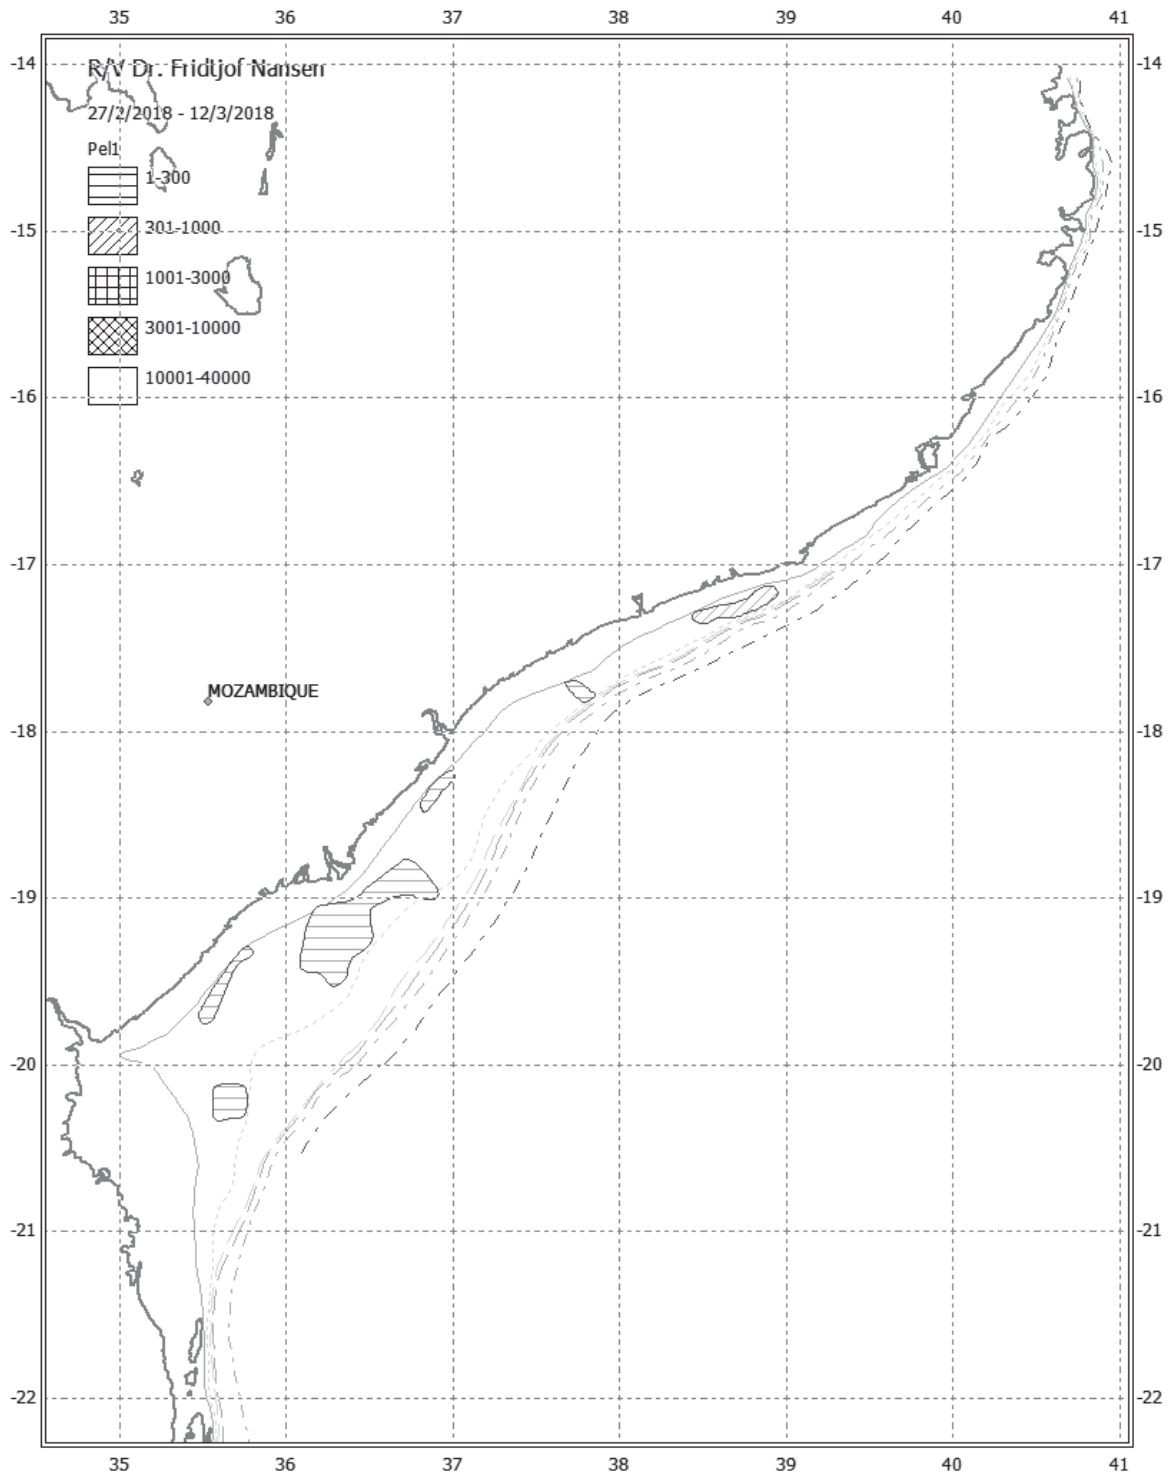 35 36 37 38 39 40 41
-14 -14
R/V Dr. Fridtjof Nansen
27/2/2018 - 12/3/2018
Pel1
1-300
301-1000
-15 -15
1001-3000
3001-10000
10001-40000
-16 -16
-17 -17
MOZAMBIQUE
-18 -18
-19 -19
-20 -20
-21 -21
-22 -22
35 36 37 38 39 40 41